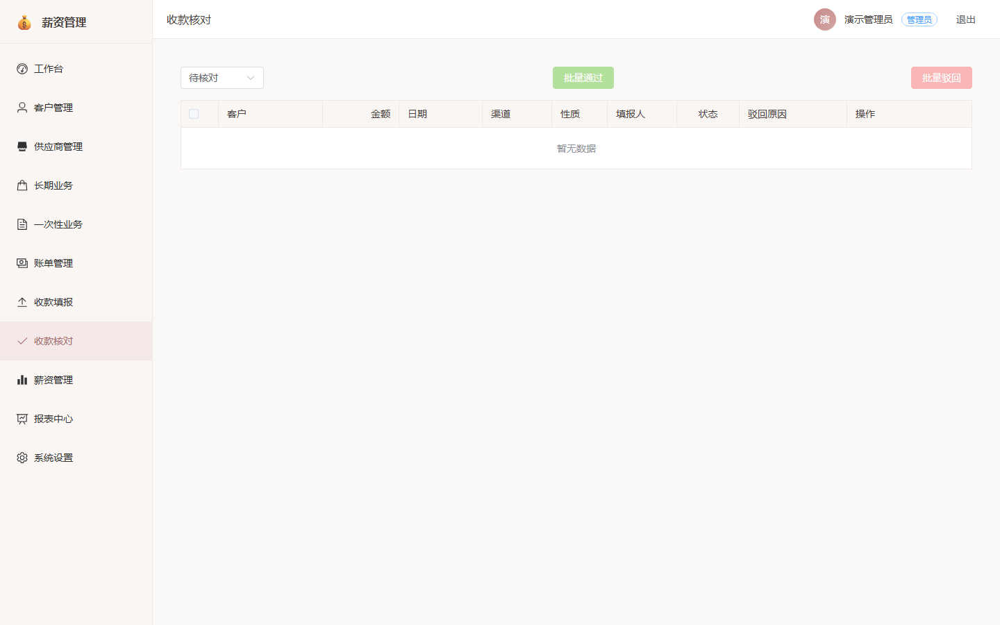 薪资管理
收款核对
演
演示管理员
管理员
退出
工作台
客户管理
供应商管理
长期业务
一次性业务
账单管理
收款填报
收款核对
薪资管理
报表中心
系统设置
待核对
批量通过
批量驳回
客户 金额 日期 渠道 性质 填报人 状态 驳回原因 操作
暂无数据